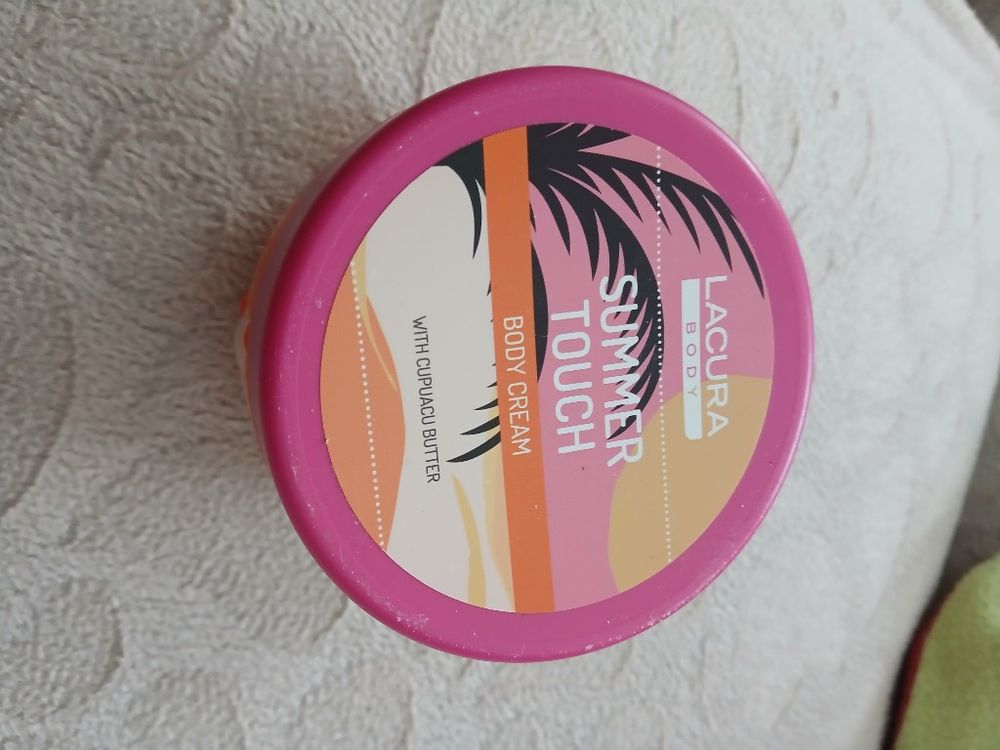 LACURA
BODY
SUMMER
TOUCH
BODY CREAM
WITH CUPUACU BUTTER